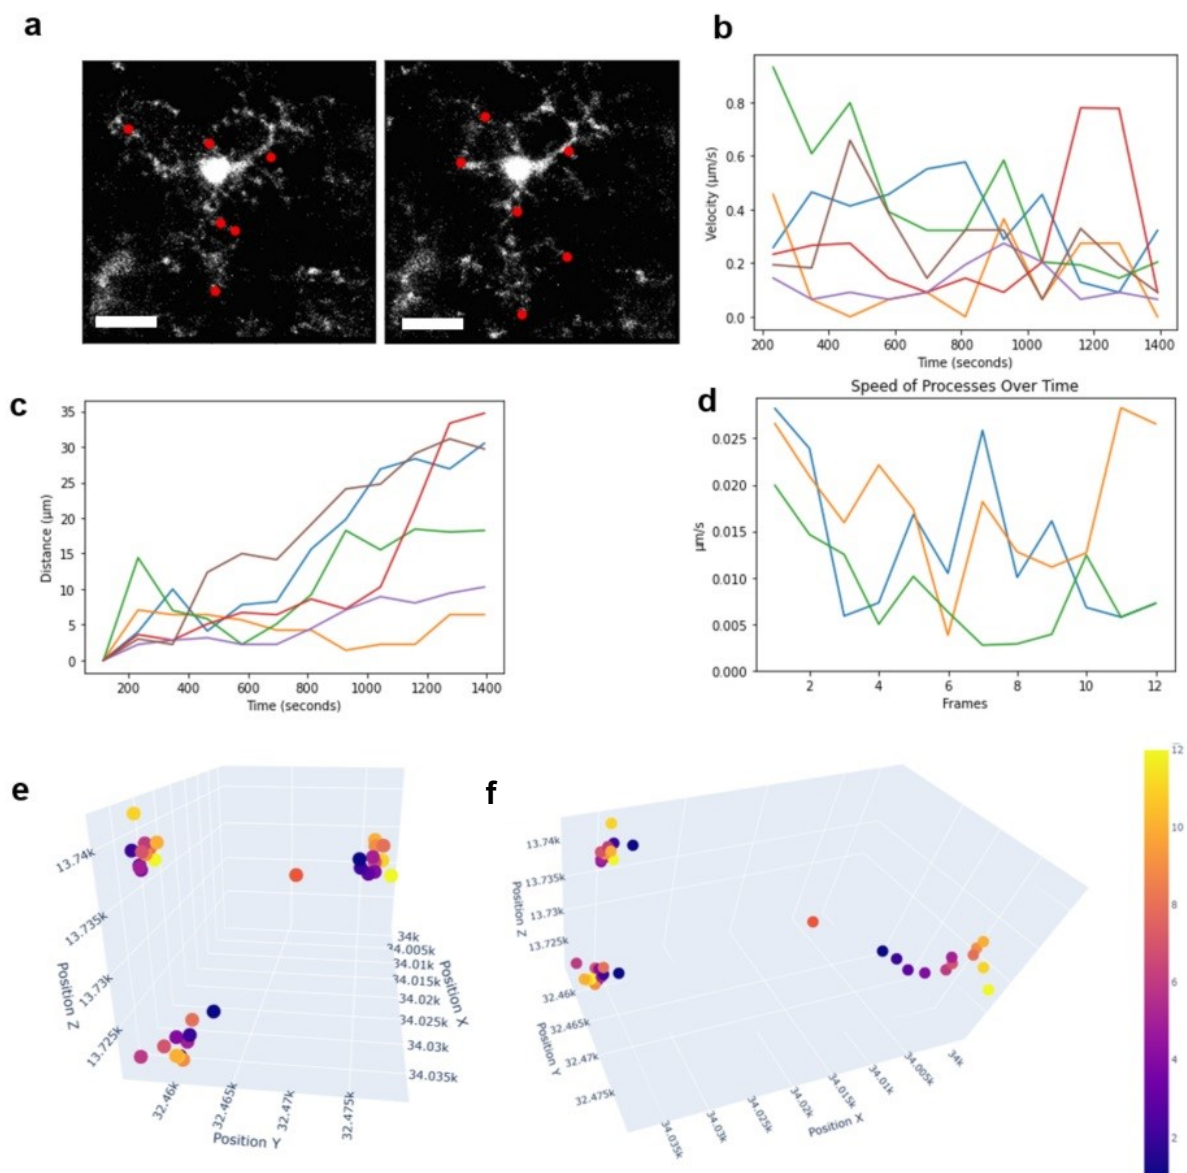 a
b
0.8
0.6
0.4
0.2
0.0
Velocity (µm/s)
200 400 600 800 1000 1200 1400
Time (seconds)
c
35
30
25
20
15
10
5
0
Distance (µm)
200 400 600 800 1000 1200 1400
Time (seconds)
d
Speed of Processes Over Time
0.025
0.020
0.015
0.010
0.005
0.000
µm/s
2 4 6 8 10 12
Frames
e
13.74k
13.735k
13.73k
13.725k
Position Z
34k
34.005k
34.01k
34.015k
34.02k
34.025k
34.03k
34.035k
Position X
32.46k 32.465k 32.47k 32.475k
Position Y
f
13.74k
13.735k
13.73k
13.725k
Position Z
32.46k
32.465k
32.47k
32.475k
Position Y
34.035k 34.03k 34.025k 34.02k 34.015k 34.01k 34.005k 34k
Position X
12
10
8
6
4
2